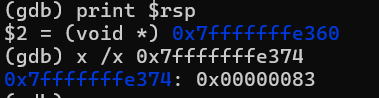 (gdb) print $rsp
$2 = (void *) 0x7fffffffe360
(gdb) x /x 0x7fffffffe374
0x7fffffffe374: 0x00000083